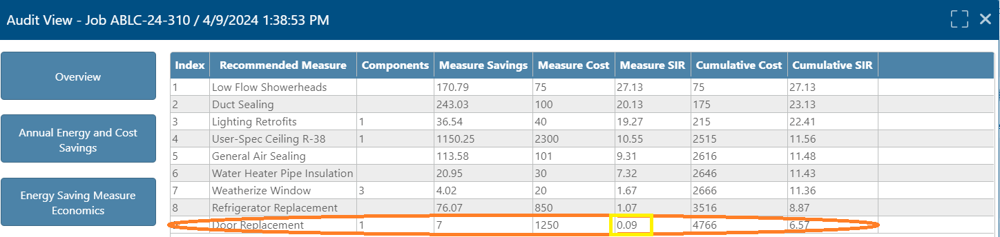 Audit View - Job ABLC-24-310 / 4/9/2024 1:38:53 PM
Overview
Annual Energy and Cost
Savings
Energy Saving Measure
Economics
Index Recommended Measure Components Measure Savings Measure Cost Measure SIR Cumulative Cost Cumulative SIR
1 Low Flow Showerheads 170.79 75 27.13 75 27.13
2 Duct Sealing 243.03 100 20.13 175 23.13
3 Lighting Retrofits 1 36.54 40 19.27 215 22.41
4 User-Spec Ceiling R-38 1 1150.25 2300 10.55 2515 11.56
5 General Air Sealing 113.58 101 9.31 2616 11.48
6 Water Heater Pipe Insulation 20.95 30 7.32 2646 11.43
7 Weatherize Window 3 4.02 20 1.67 2666 11.36
8 Refrigerator Replacement 76.07 850 1.07 3516 8.87
Door Replacement 1 7 1250 0.09 4766 6.57